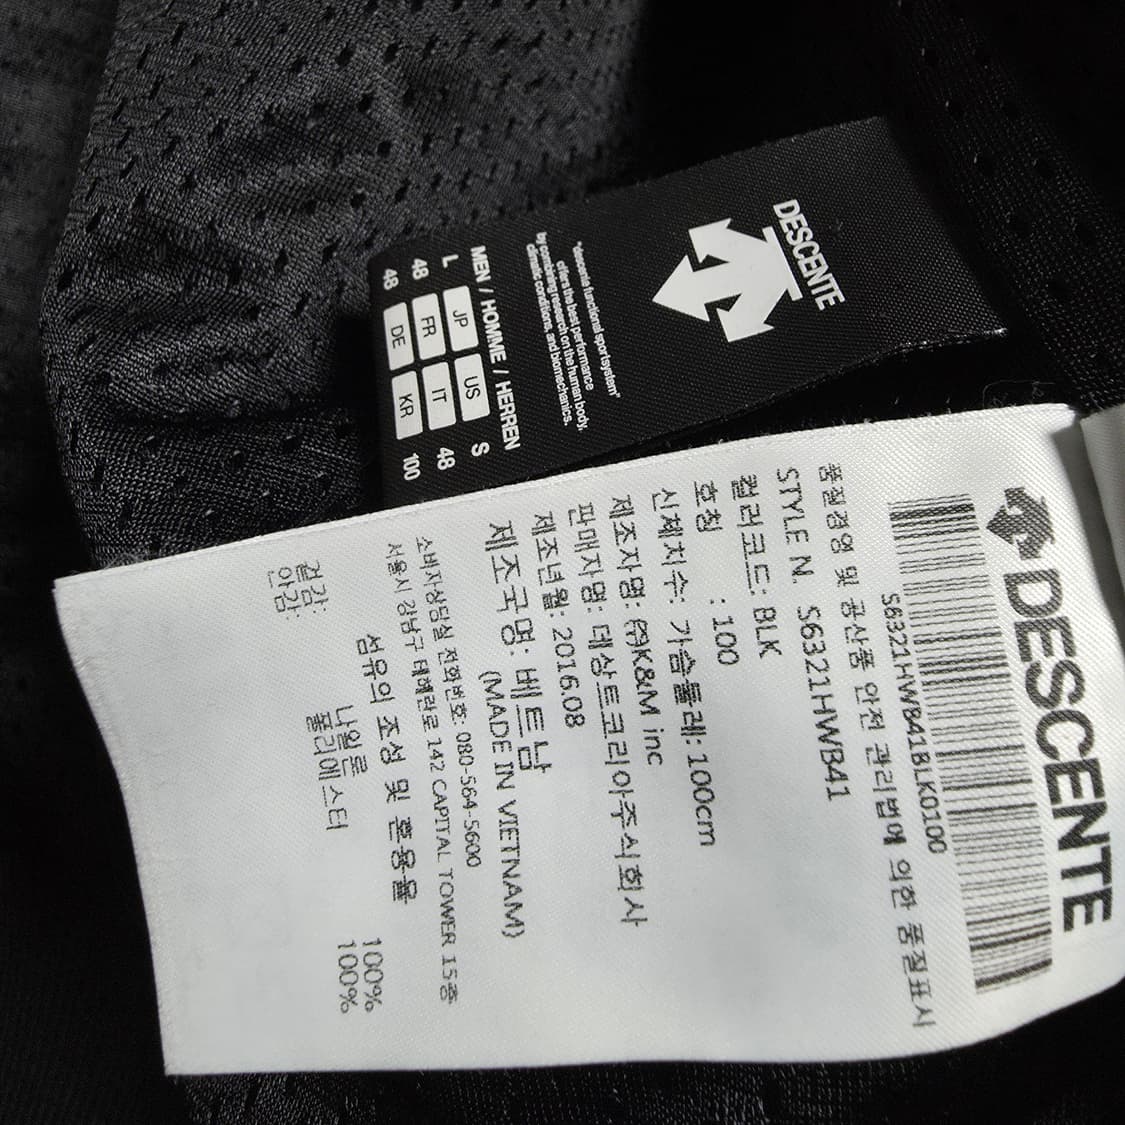 DESCENTE
"descente functional sportsystem"
offers the best performance
by combining research on the human body,
climatic conditions, and biomechanics.
MEN / HOMME / HERREN
L JP US S
48 FR IT 48
48 DE KR 100
DESCENTE
S6321HWB41BLK0100
품질경영 및 공산품 안전 관리법에 의한 품질표시
STYLE N. S6321HWB41
컬러코드: BLK
호칭 : 100
신체치수: 가슴둘레: 100cm
제조자명: ㈜K&M inc
판매자명: 데상트코리아주식회사
제조년월: 2016.08
제조국명: 베트남
(MADE IN VIETNAM)
소비자상담실 전화번호: 080-564-5600
서울시 강남구 테헤란로 142 CAPITAL TOWER 15층
섬유의 조성 및 혼용율
겉감: 나일론 100%
안감: 폴리에스터 100%